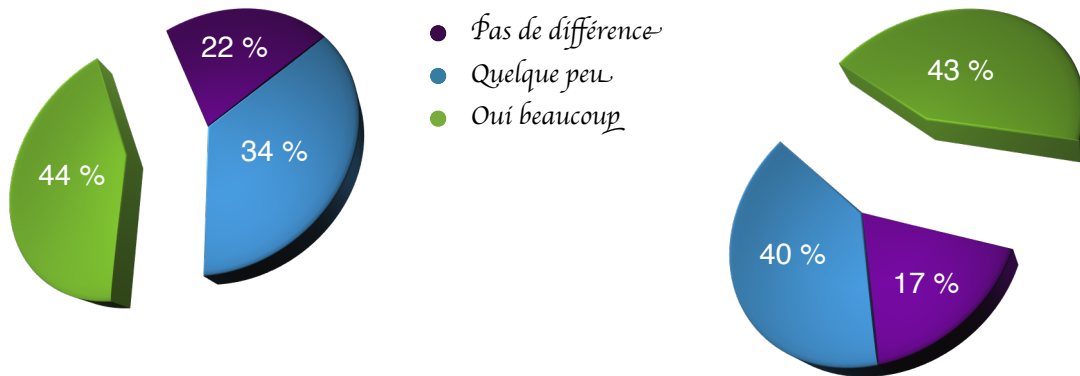 22 %
34 %
44 %
Pas de différence
Quelque peu
Oui beaucoup
43 %
40 %
17 %